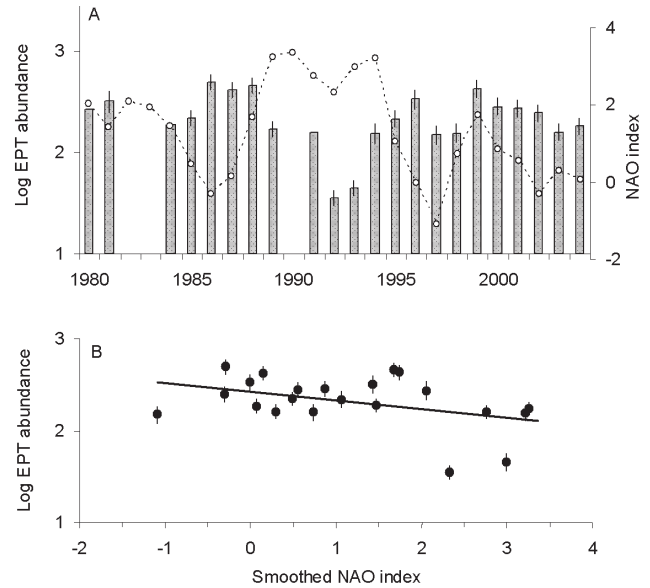 A
Log EPT abundance
3
2
1
NAO index
4
2
0
-2
1980 1985 1990 1995 2000
B
Log EPT abundance
3
2
1
-2 -1 0 1 2 3 4
Smoothed NAO index